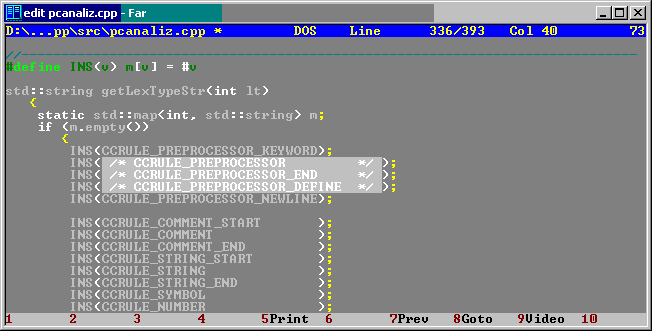 edit pcanaliz.cpp - Far
D:\...pp\src\pcanaliz.cpp * DOS Line 336/393 Col 40 73
//
#define INS(v) m[v] = #v
std::string getLexTypeStr(int lt)
{
static std::map(int, std::string) m;
if (m.empty())
{
INS(CCRULE_PREPROCESSOR_KEYWORD);
INS( /* CCRULE_PREPROCESSOR */ );
INS( /* CCRULE_PREPROCESSOR_END */ );
INS( /* CCRULE_PREPROCESSOR_DEFINE */ );
INS(CCRULE_PREPROCESSOR_NEWLINE);
INS(CCRULE_COMMENT_START );
INS(CCRULE_COMMENT );
INS(CCRULE_COMMENT_END );
INS(CCRULE_STRING_START );
INS(CCRULE_STRING );
INS(CCRULE_STRING_END );
INS(CCRULE_SYMBOL );
INS(CCRULE_NUMBER );
1 2 3 4 5Print 6 7Prev 8Goto 9Video 10